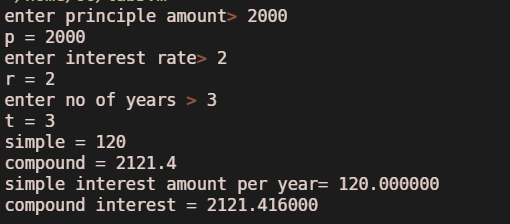 enter principle amount> 2000
p = 2000
enter interest rate> 2
r = 2
enter no of years > 3
t = 3
simple = 120
compound = 2121.4
simple interest amount per year= 120.000000
compound interest = 2121.416000